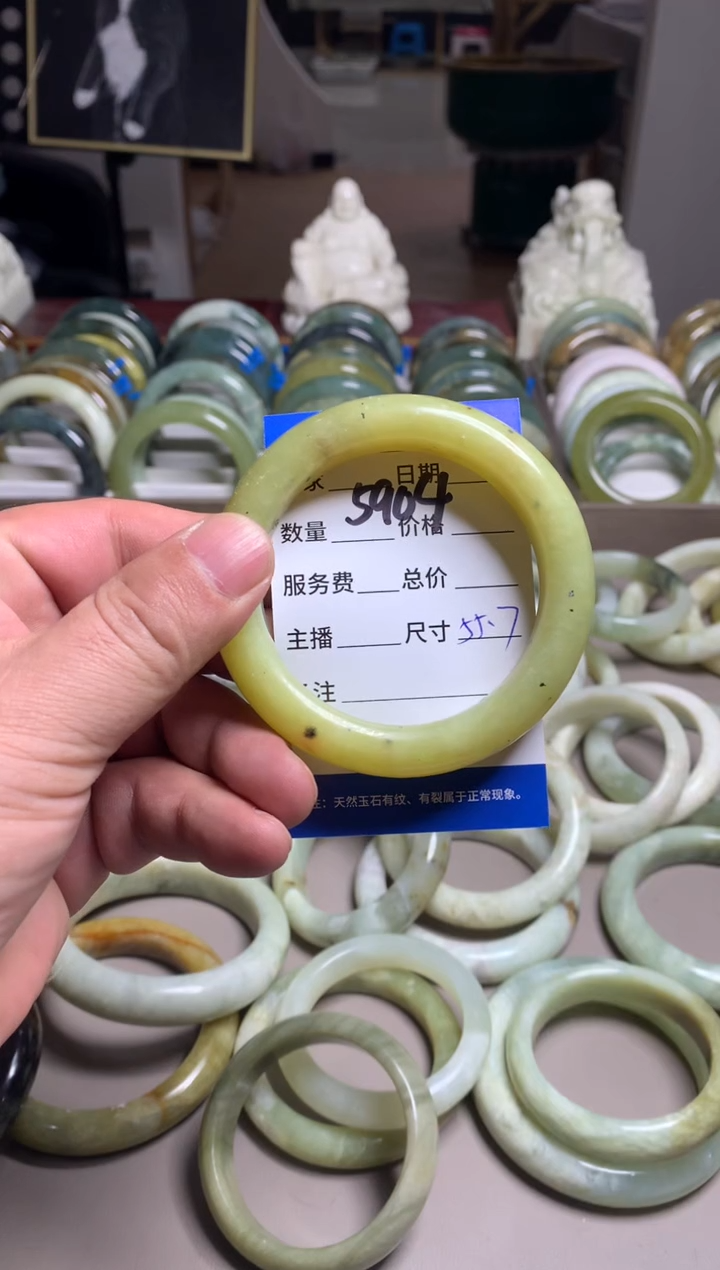 日期
5904
数量 价格
服务费 总价
主播 尺寸 55.7
注
注：天然玉石有纹、有裂属于正常现象。